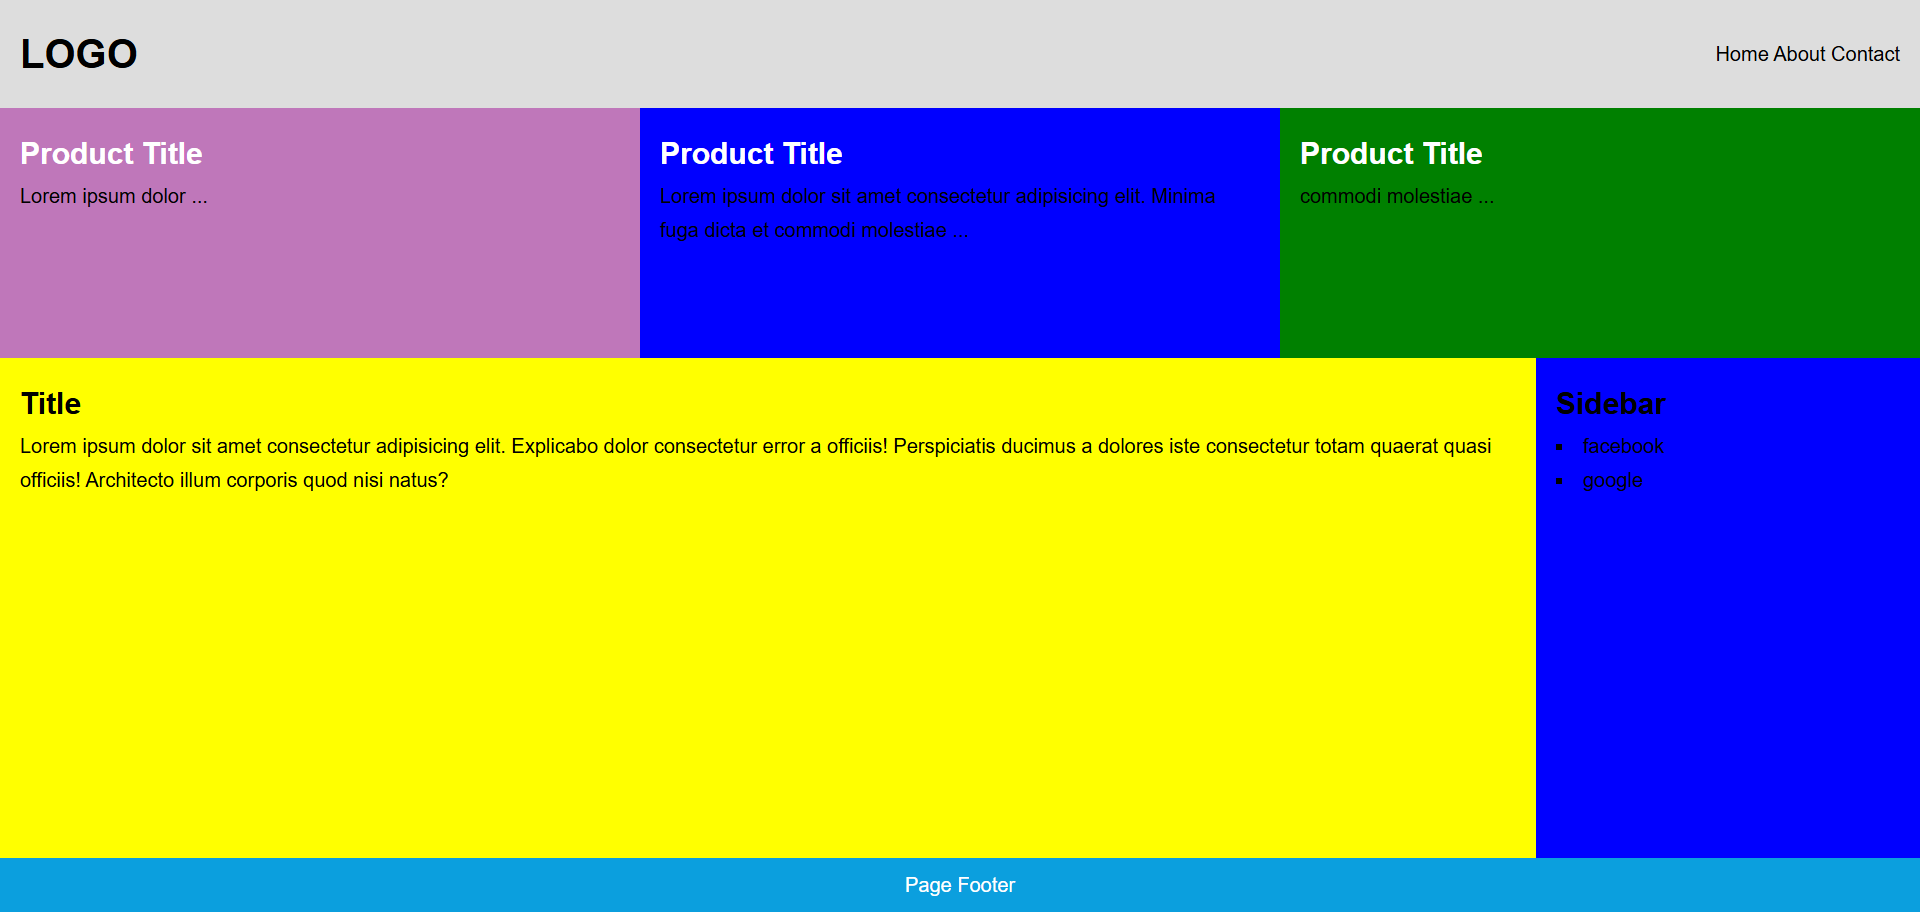 LOGO
Home About Contact
Product Title
Lorem ipsum dolor ...
Product Title
Lorem ipsum dolor sit amet consectetur adipisicing elit. Minima
fuga dicta et commodi molestiae ...
Product Title
commodi molestiae ...
Title
Lorem ipsum dolor sit amet consectetur adipisicing elit. Explicabo dolor consectetur error a officiis! Perspiciatis ducimus a dolores iste consectetur totam quaerat quasi
officiis! Architecto illum corporis quod nisi natus?
Sidebar
facebook
google
Page Footer